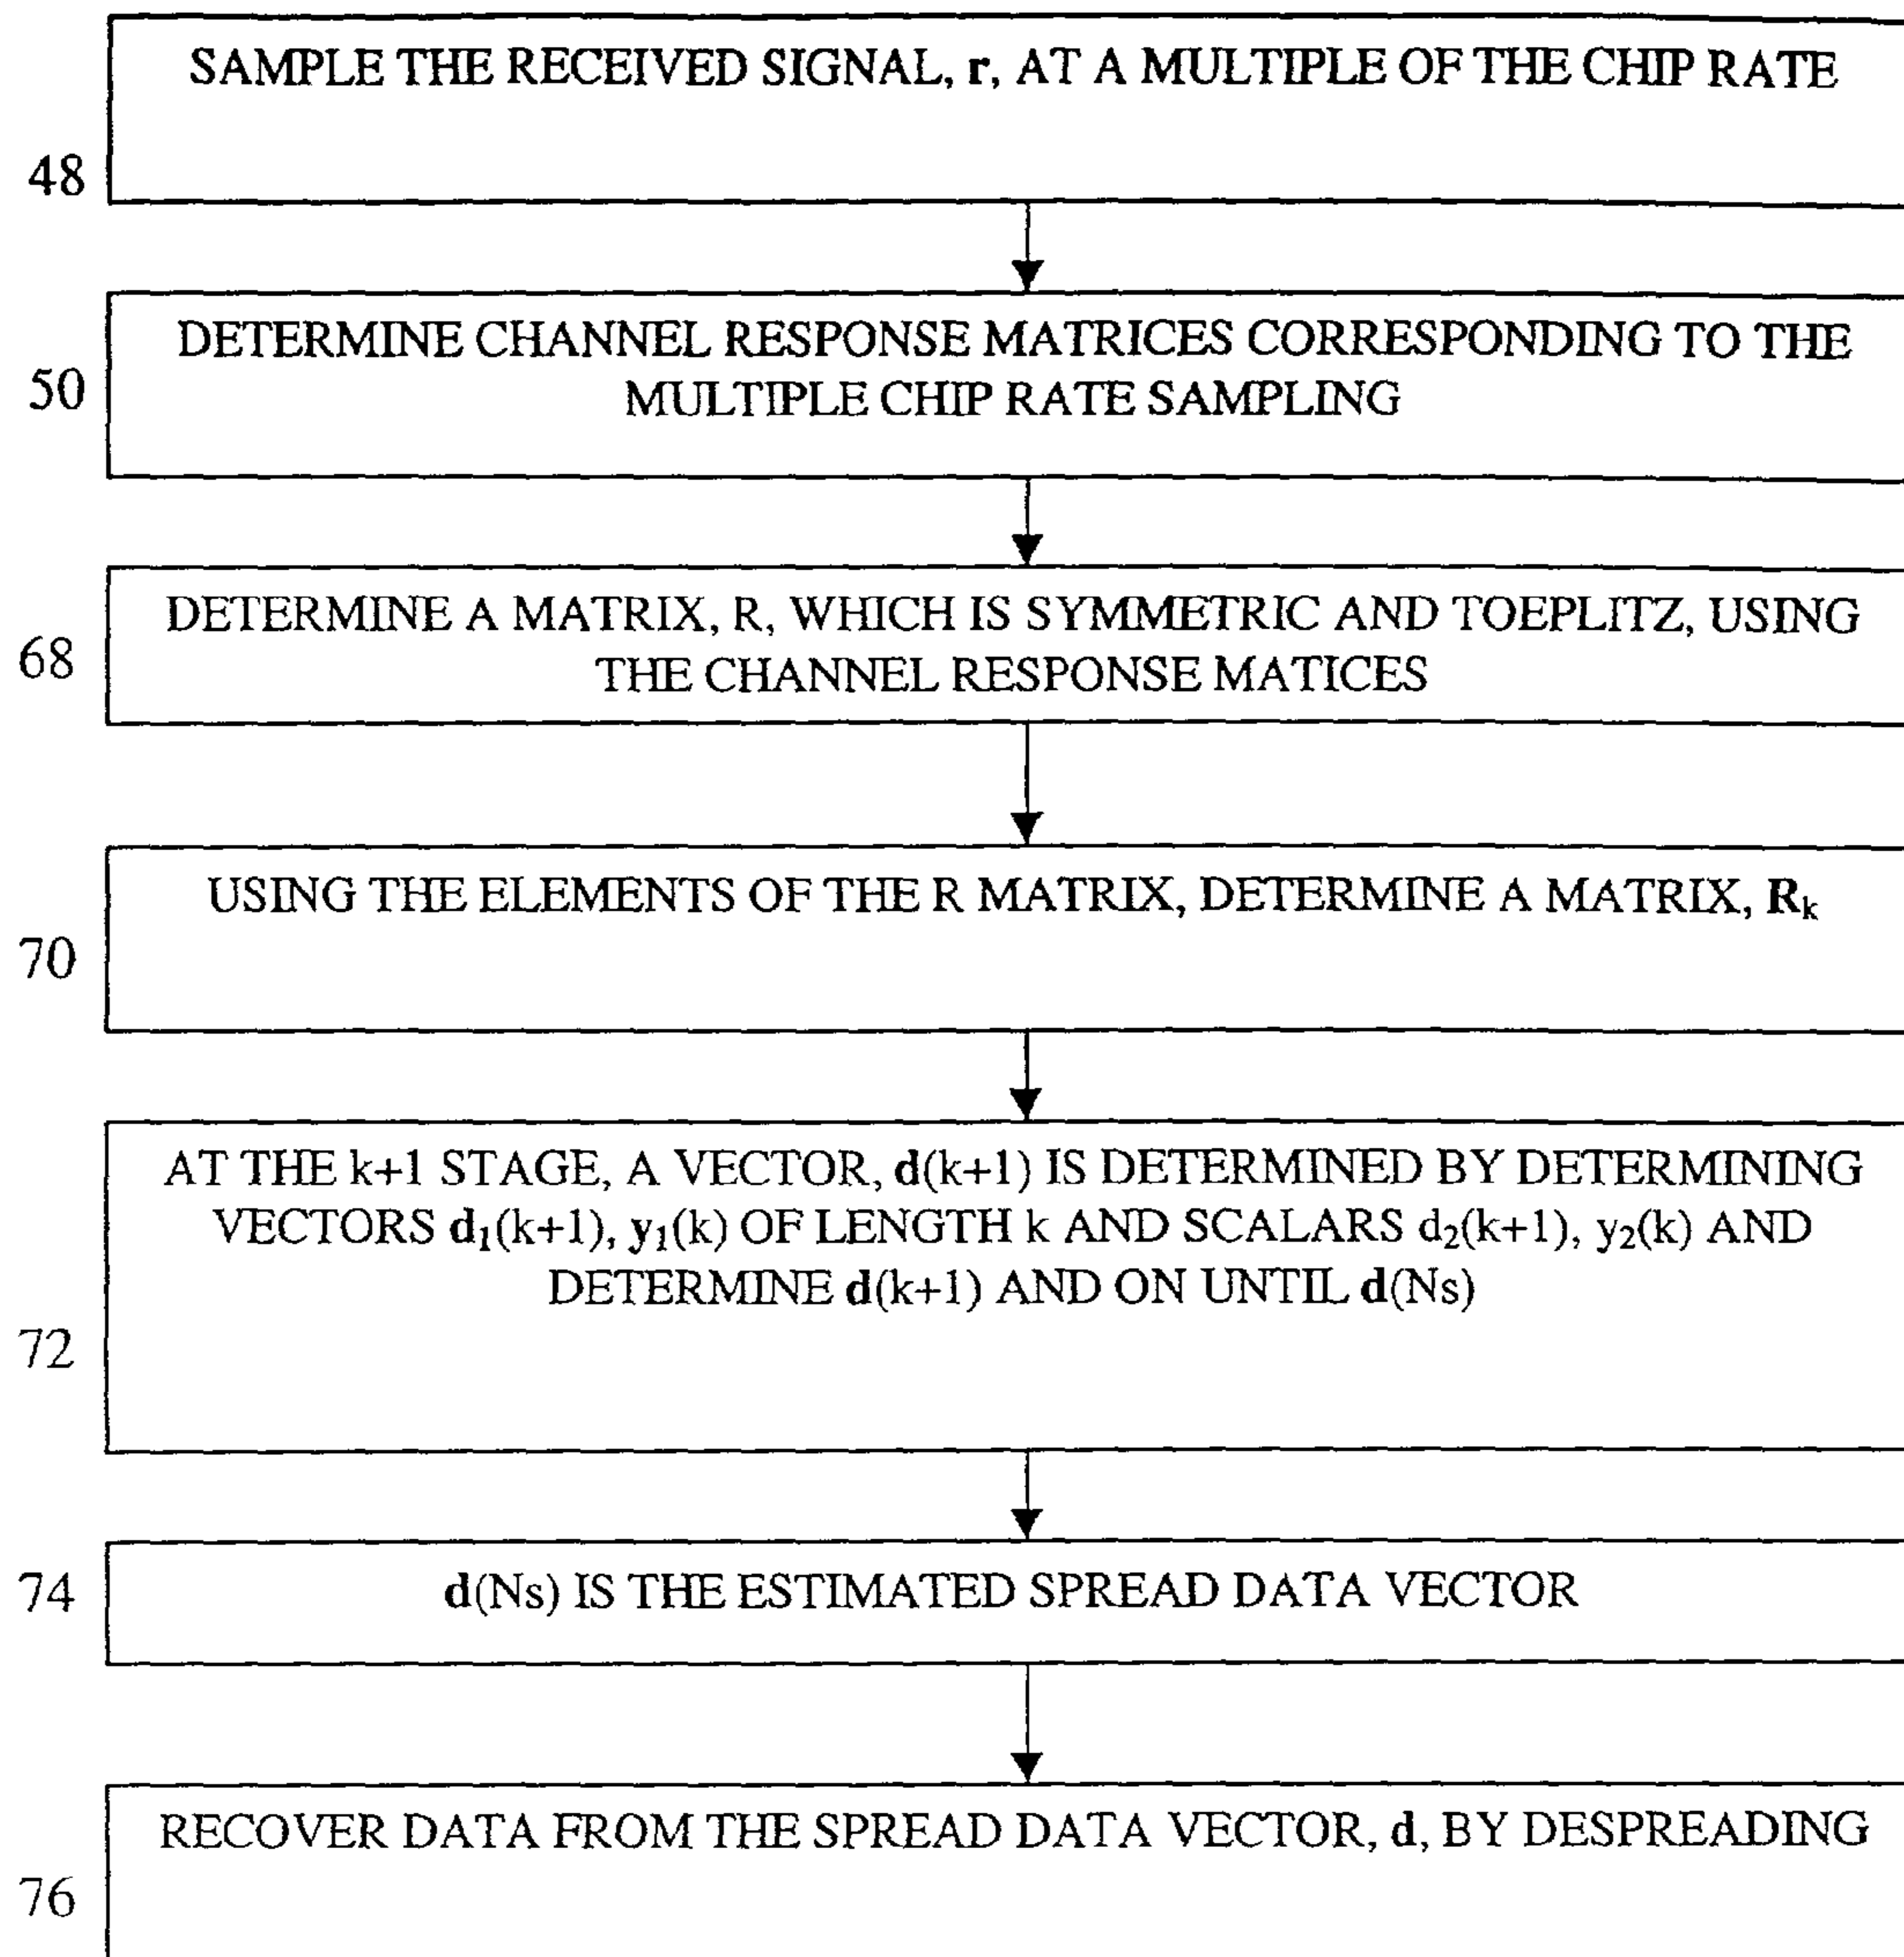 SAMPLE THE RECEIVED SIGNAL, r, AT A MULTIPLE OF THE CHIP RATE
48
DETERMINE CHANNEL RESPONSE MATRICES CORRESPONDING TO THE
MULTIPLE CHIP RATE SAMPLING
50
DETERMINE A MATRIX, R, WHICH IS SYMMETRIC AND TOEPLITZ, USING
THE CHANNEL RESPONSE MATICES
68
USING THE ELEMENTS OF THE R MATRIX, DETERMINE A MATRIX, Rₖ
70
AT THE k+1 STAGE, A VECTOR, d(k+1) IS DETERMINED BY DETERMINING
VECTORS d₁(k+1), y₁(k) OF LENGTH k AND SCALARS d₂(k+1), y₂(k) AND
DETERMINE d(k+1) AND ON UNTIL d(Ns)
72
74
d(Ns) IS THE ESTIMATED SPREAD DATA VECTOR
RECOVER DATA FROM THE SPREAD DATA VECTOR, d, BY DESPREADING
76